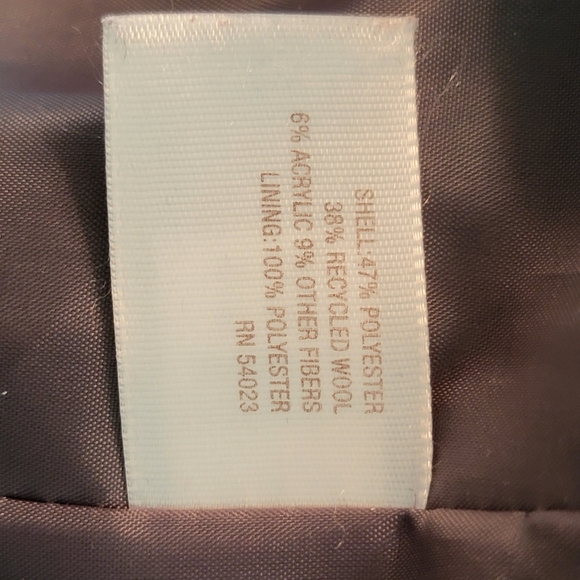 SHELL:47% POLYESTER
38% RECYCLED WOOL
6% ACRYLIC 9% OTHER FIBERS
LINING:100% POLYESTER
RN 54023